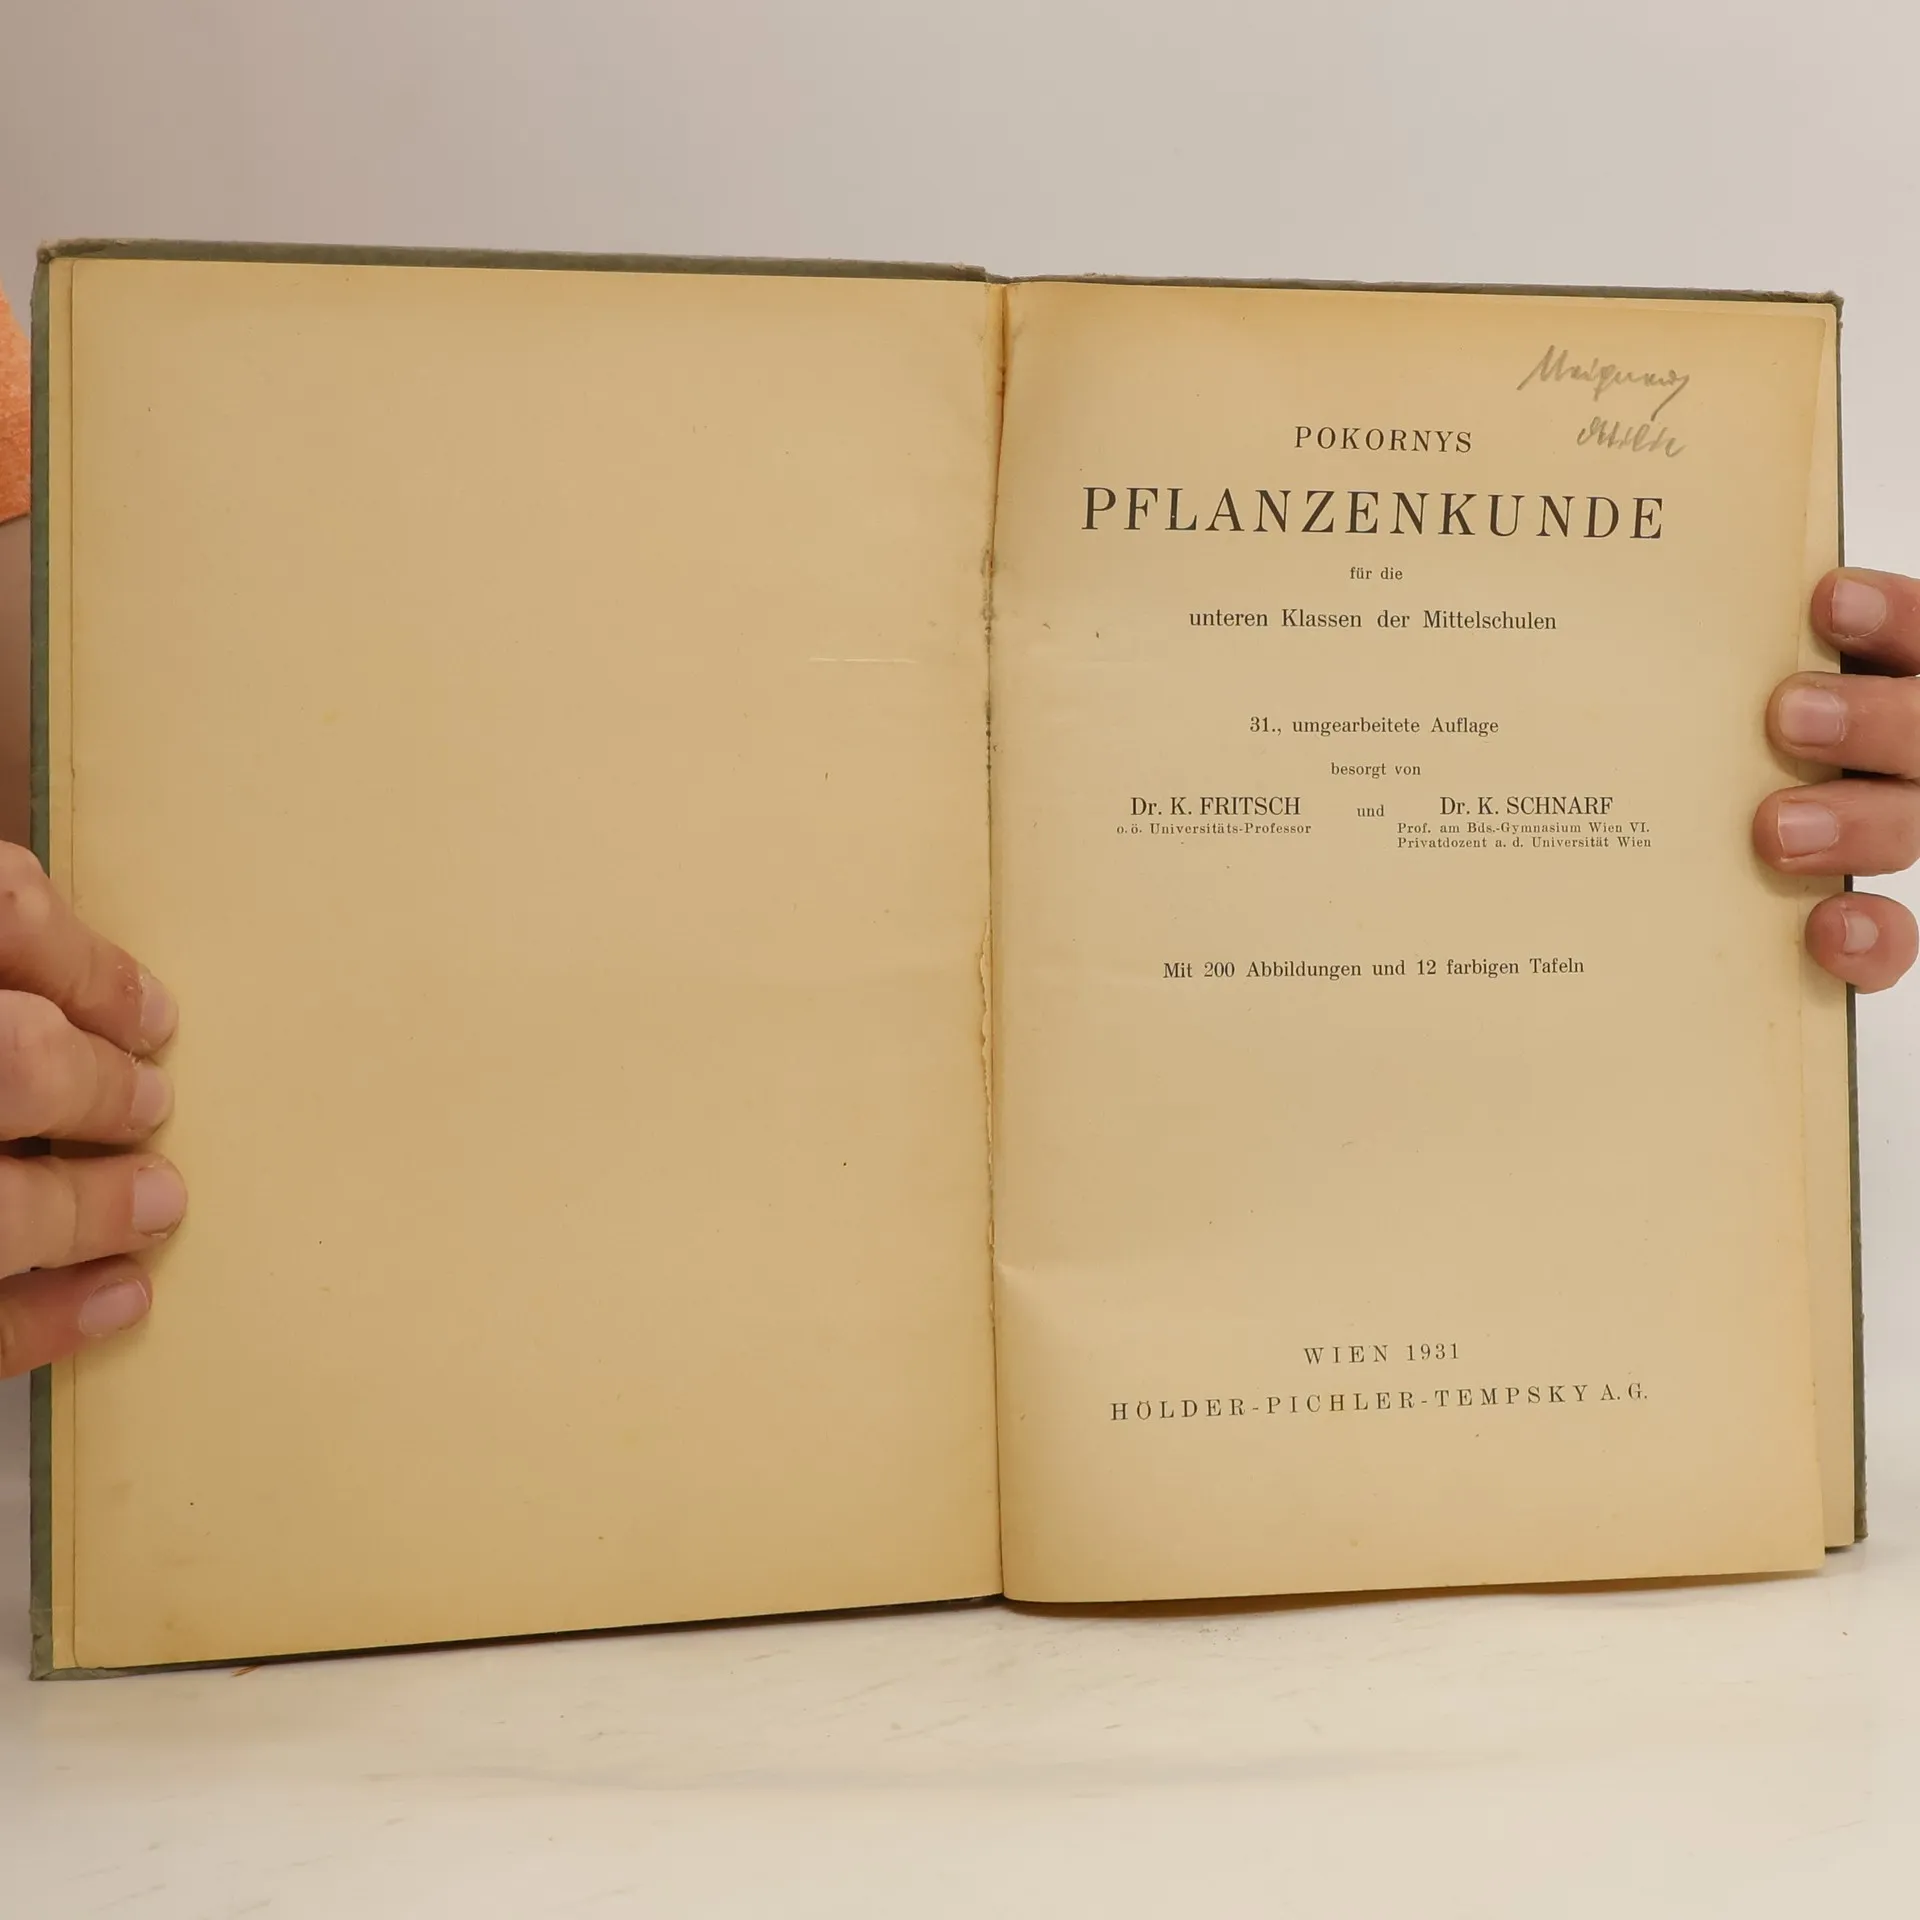 POKORNYS
PFLANZENKUNDE
für die
unteren Klassen der Mittelschulen
31., umgearbeitete Auflage
besorgt von
Dr. K. FRITSCH und Dr. K. SCHNARF
o. ö. Universitäts-Professor Prof. am Bds.-Gymnasium Wien VI.
Privatdozent a. d. Universität Wien
Mit 200 Abbildungen und 12 farbigen Tafeln
WIEN 1931
HÖLDER-PICHLER-TEMPSKY A. G.